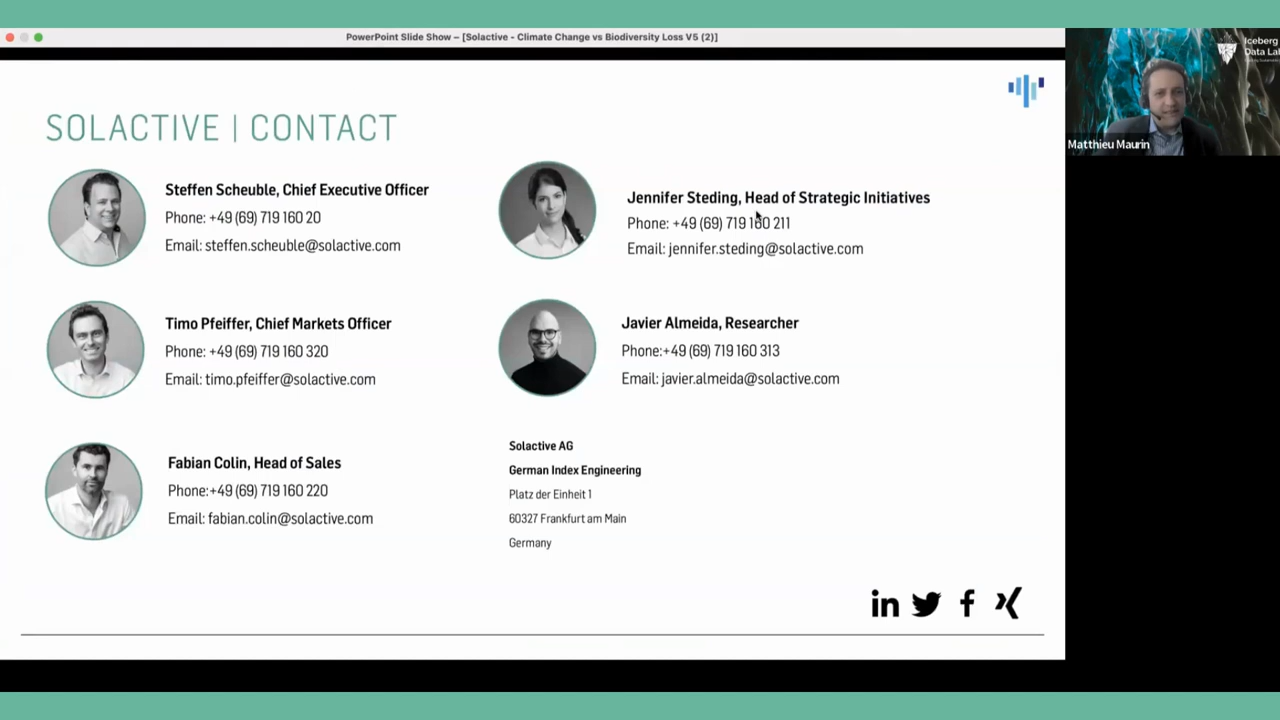 PowerPoint Slide Show – [Solactive - Climate Change vs Biodiversity Loss V5 (2)]
Iceberg
Data Lab
Matthieu Maurin
SOLACTIVE | CONTACT
Steffen Scheuble, Chief Executive Officer
Phone: +49 (69) 719 160 20
Email: steffen.scheuble@solactive.com
Jennifer Steding, Head of Strategic Initiatives
Phone: +49 (69) 719 160 211
Email: jennifer.steding@solactive.com
Timo Pfeiffer, Chief Markets Officer
Phone: +49 (69) 719 160 320
Email: timo.pfeiffer@solactive.com
Javier Almeida, Researcher
Phone:+49 (69) 719 160 313
Email: javier.almeida@solactive.com
Fabian Colin, Head of Sales
Phone:+49 (69) 719 160 220
Email: fabian.colin@solactive.com
Solactive AG
German Index Engineering
Platz der Einheit 1
60327 Frankfurt am Main
Germany
in